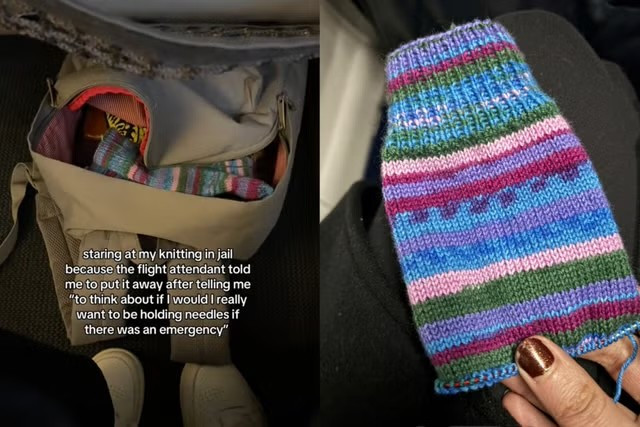 staring at my knitting in jail
because the flight attendant told
me to put it away after telling me
"to think about if I would I really
want to be holding needles if
there was an emergency"